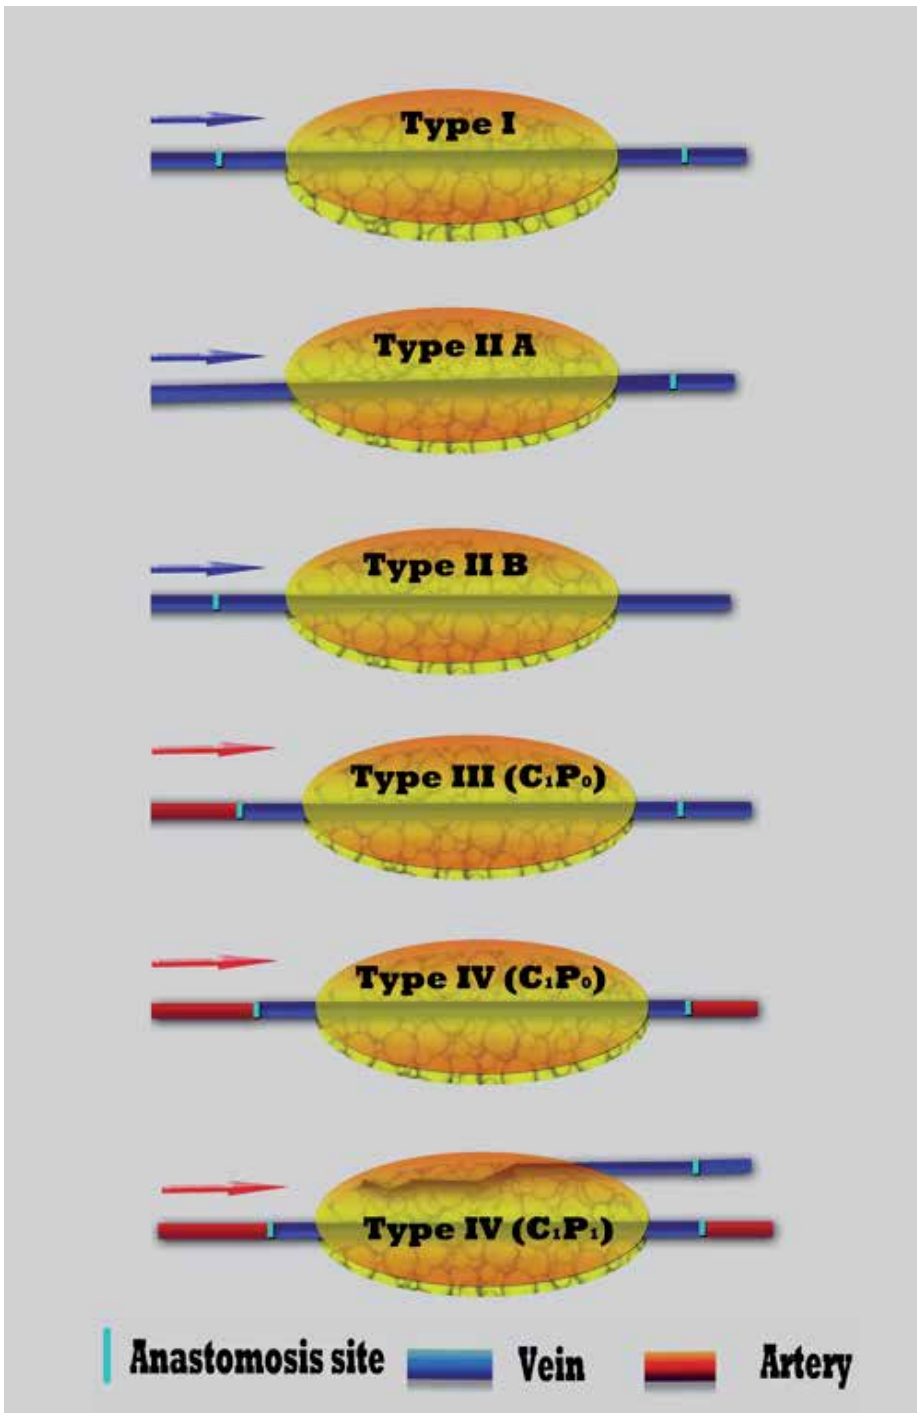 Type I
Type II A
Type II B
Type III (C₁P₀)
Type IV (C₁P₀)
Type IV (C₁P₁)
Anastomosis site Vein Artery